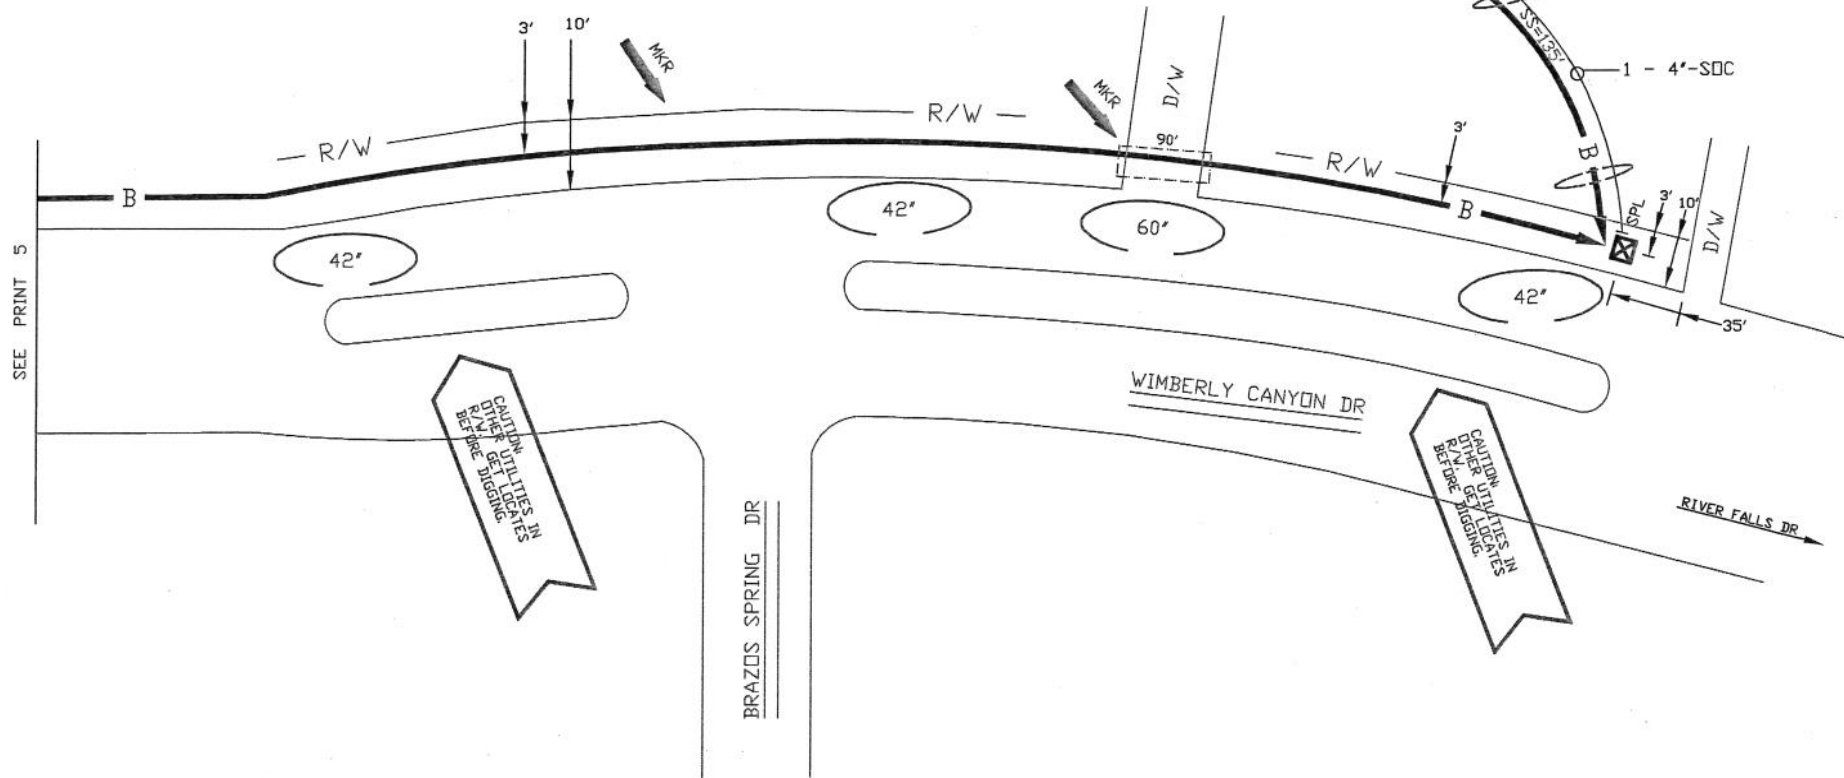 3'
10'
MKR
SS=135'
1 - 4"-SOC
R/W
R/W
MKR
D/W
90'
3'
R/W
B
3'
10'
SPL
D/W
B
B
SEE PRINT 5
42"
42"
60"
42"
35'
WIMBERLY CANYON DR
CAUTION:
OTHER UTILITIES IN
R/W. GET LOCATES
BEFORE DIGGING.
CAUTION:
OTHER UTILITIES IN
R/W. GET LOCATES
BEFORE DIGGING.
BRAZOS SPRING DR
RIVER FALLS DR